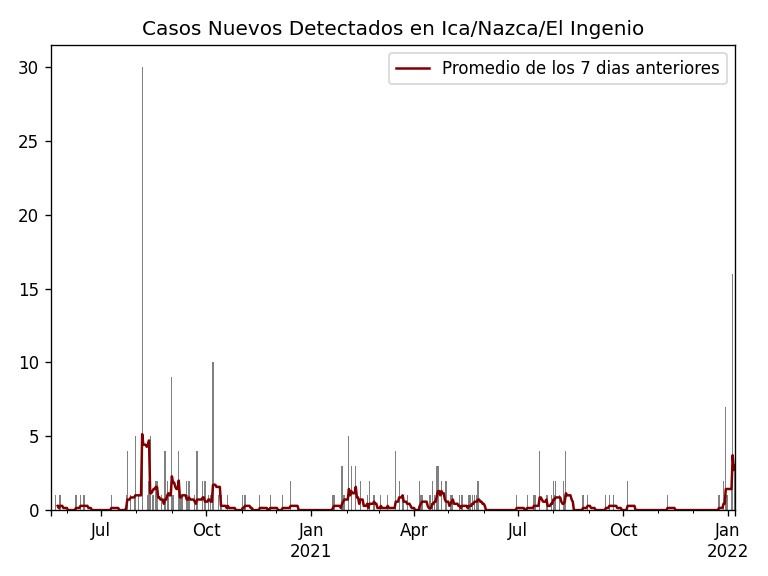 Casos Nuevos Detectados en Ica/Nazca/El Ingenio
Promedio de los 7 dias anteriores
30
25
20
15
10
5
0
Jul Oct Jan Apr Jul Oct Jan
2021 2022